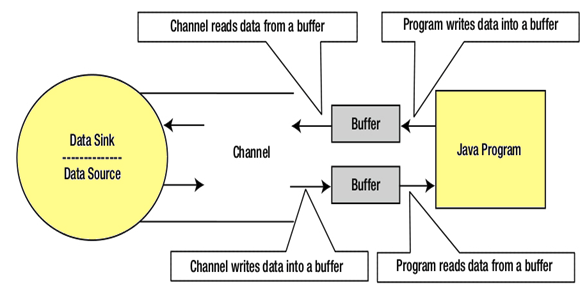 Channel reads data from a buffer
Program writes data into a buffer
Data Sink
Data Source
Channel
Buffer
Buffer
Java Program
Channel writes data into a buffer
Program reads data from a buffer